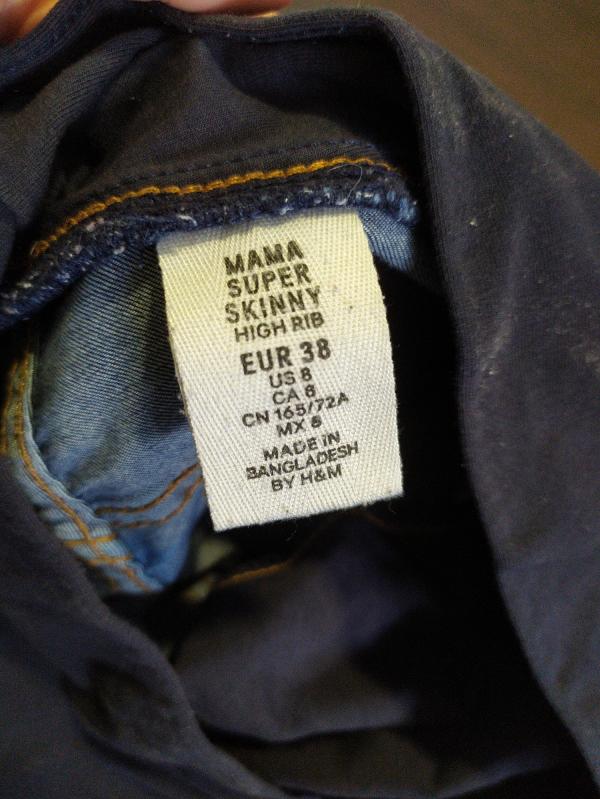 MAMA
SUPER
SKINNY
HIGH RIB
EUR 38
US 8
CA 8
CN 165/72A
MX 8
MADE IN
BANGLADESH
BY H&M